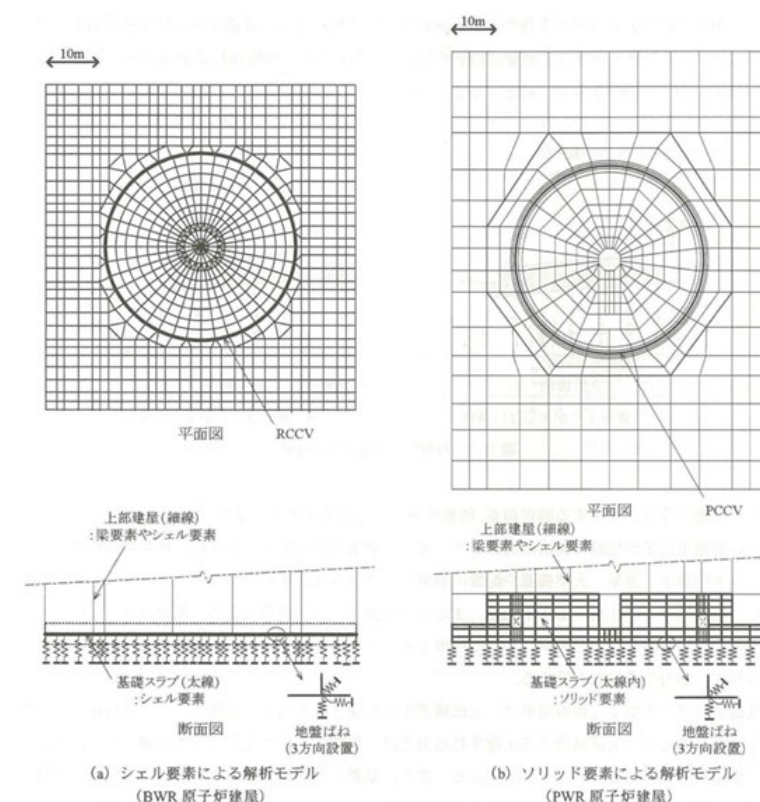 10m
平面図
RCCV
上部建屋(細線)
:梁要素やシェル要素
基礎スラブ(太線)
:シェル要素
断面図
地盤ばね
(3方向設置)
(a) シェル要素による解析モデル
(BWR 原子炉建屋)
10m
平面図
PCCV
上部建屋(細線)
:梁要素やシェル要素
基礎スラブ(太線内)
:ソリッド要素
断面図
地盤ばね
(3方向設置)
(b) ソリッド要素による解析モデル
(PWR 原子炉建屋)